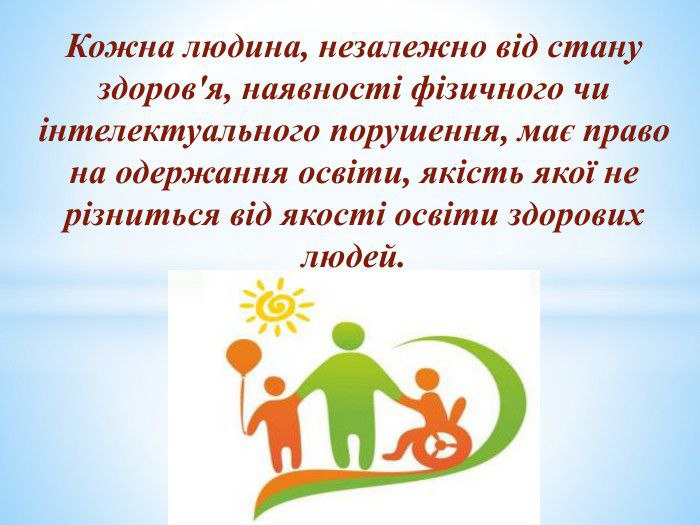 Кожна людина, незалежно від стану
здоров'я, наявності фізичного чи
інтелектуального порушення, має право
на одержання освіти, якість якої не
різниться від якості освіти здорових
людей.